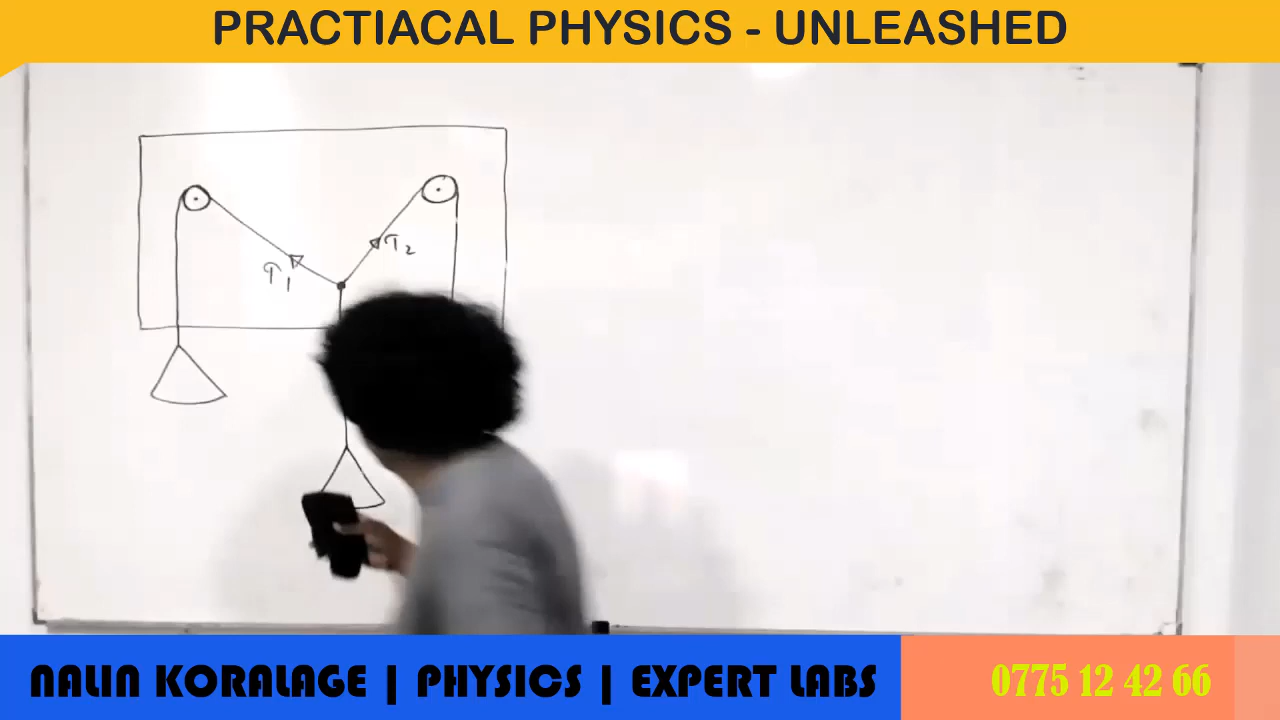 PRACTIACAL PHYSICS - UNLEASHED
T1
T2
NALIN KORALAGE | PHYSICS | EXPERT LABS
0775 12 42 66